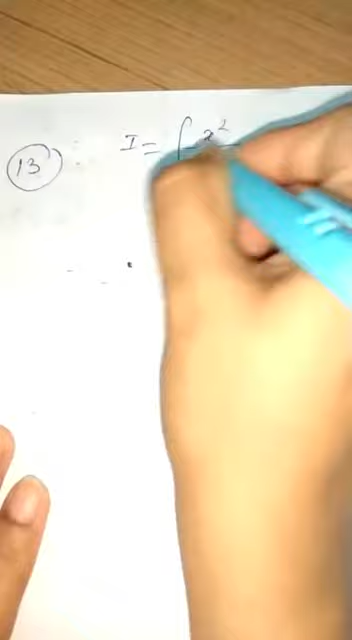 13 : I = ∫ x²